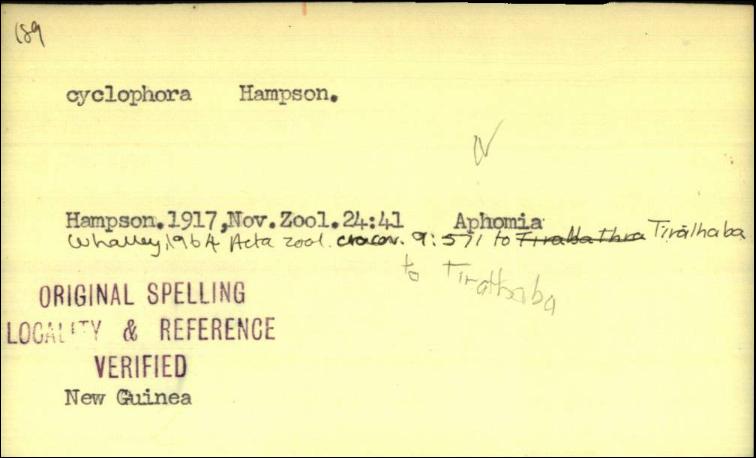 189
cyclophora Hampson.
Hampson.1917,Nov.Zool.24:41 Aphomia
Whalley, 1964 Acta zool. cracov. 9:571 to Tirathaba
to Tirathaba
ORIGINAL SPELLING
LOCALITY & REFERENCE
VERIFIED
New Guinea